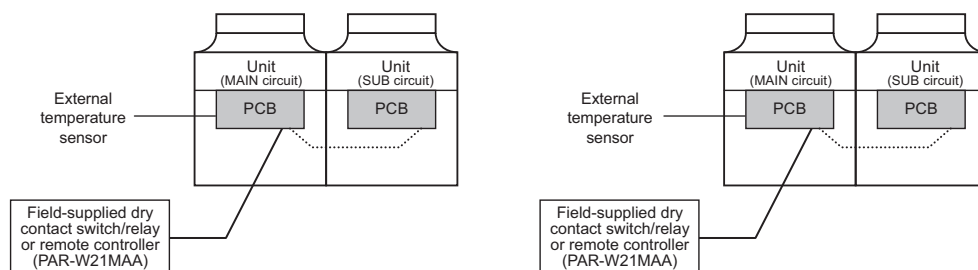 Unit
(MAIN circuit)
Unit
(SUB circuit)
PCB
PCB
External
temperature
sensor
Field-supplied dry
contact switch/relay
or remote controller
(PAR-W21MAA)
Unit
(MAIN circuit)
Unit
(SUB circuit)
PCB
PCB
External
temperature
sensor
Field-supplied dry
contact switch/relay
or remote controller
(PAR-W21MAA)